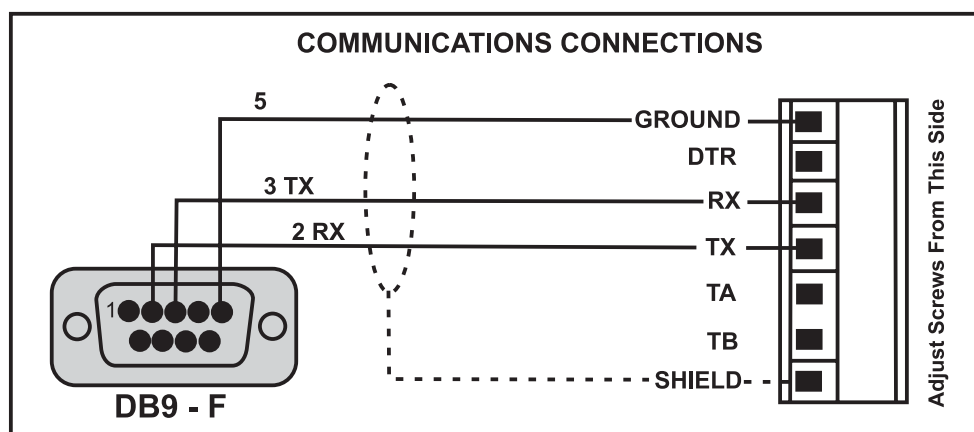 COMMUNICATIONS CONNECTIONS
5
GROUND
DTR
3 TX
RX
2 RX
TX
1
TA
TB
SHIELD
DB9 - F
Adjust Screws From This Side